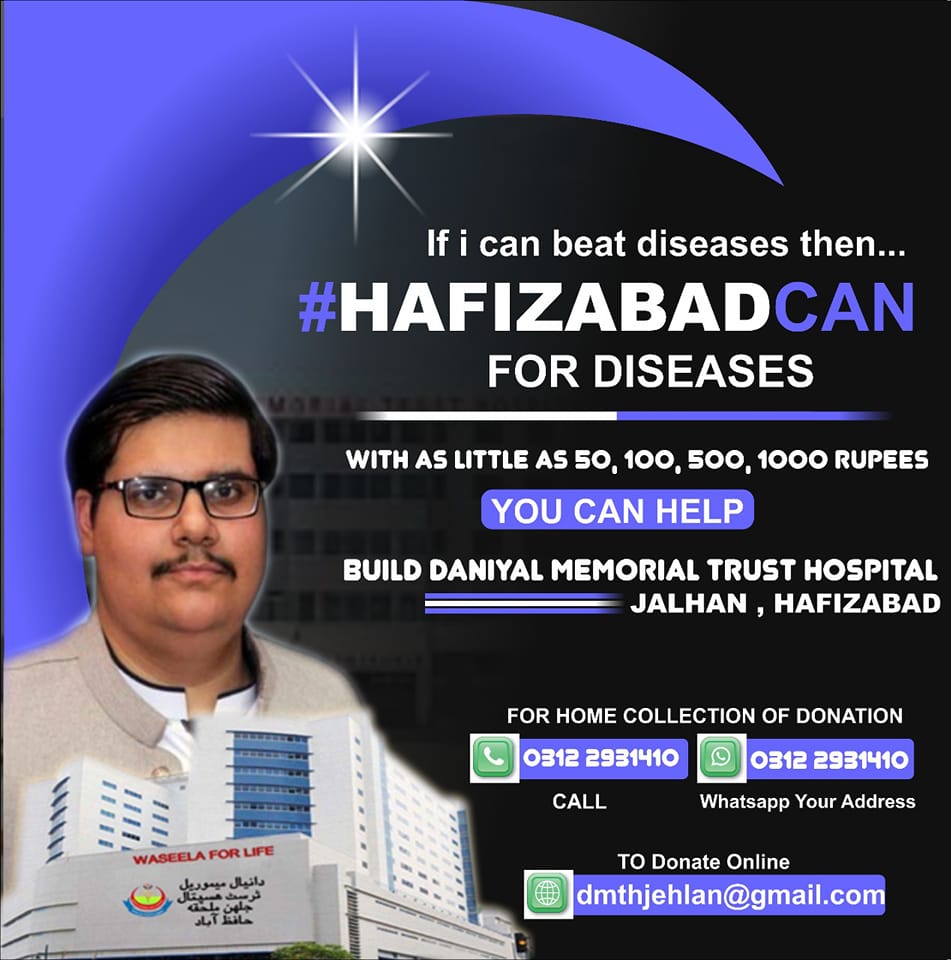 If i can beat diseases then...
#HAFIZABADCAN
FOR DISEASES
WITH AS LITTLE AS 50, 100, 500, 1000 RUPEES
YOU CAN HELP
BUILD DANIYAL MEMORIAL TRUST HOSPITAL
JALHAN , HAFIZABAD
FOR HOME COLLECTION OF DONATION
0312 2931410
0312 2931410
CALL
Whatsapp Your Address
TO Donate Online
dmthjehlan@gmail.com
WASEELA FOR LIFE
دانیال میموریل
ٹرسٹ هسپتال
جلهن ملحقہ
حافظ آباد